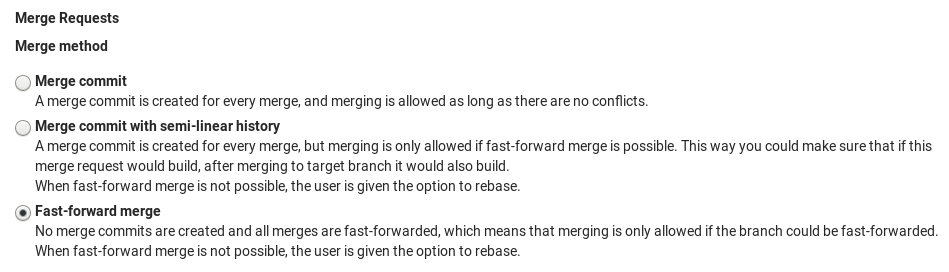 Merge Requests
Merge method
Merge commit
A merge commit is created for every merge, and merging is allowed as long as there are no conflicts.
Merge commit with semi-linear history
A merge commit is created for every merge, but merging is only allowed if fast-forward merge is possible. This way you could make sure that if this
merge request would build, after merging to target branch it would also build.
When fast-forward merge is not possible, the user is given the option to rebase.
Fast-forward merge
No merge commits are created and all merges are fast-forwarded, which means that merging is only allowed if the branch could be fast-forwarded.
When fast-forward merge is not possible, the user is given the option to rebase.